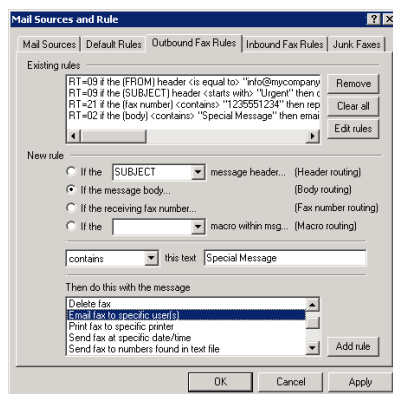 Mail Sources and Rule
Mail Sources Default Rules Outbound Fax Rules Inbound Fax Rules Junk Faxes
Existing rules
RT=09 if the (FROM) header <is equal to> "info@mycompany
RT=09 if the (SUBJECT) header <starts with> "Urgent" then
RT=21 if the (fax number) <contains> "1235551234" then rep
RT=02 if the (body) <contains> "Special Message" then emai
Remove
Clear all
Edit rules
New rule
If the SUBJECT message header... (Header routing)
If the message body... (Body routing)
If the receiving fax number... (Fax number routing)
If the macro within msg... (Macro routing)
contains this text Special Message
Then do this with the message
Delete fax
Email fax to specific user(s)
Print fax to specific printer
Send fax at specific date/time
Send fax to numbers found in text file
Add rule
OK Cancel Apply